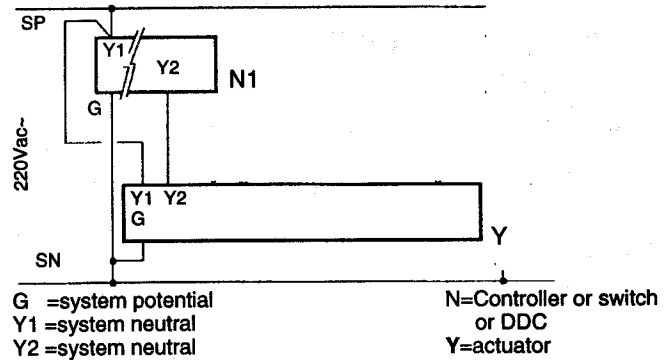 SP
Y1
Y2
N1
G
220Vac~
Y1 Y2
G
Y
SN
G =system potential
Y1 =system neutral
Y2 =system neutral
N=Controller or switch
or DDC
Y=actuator